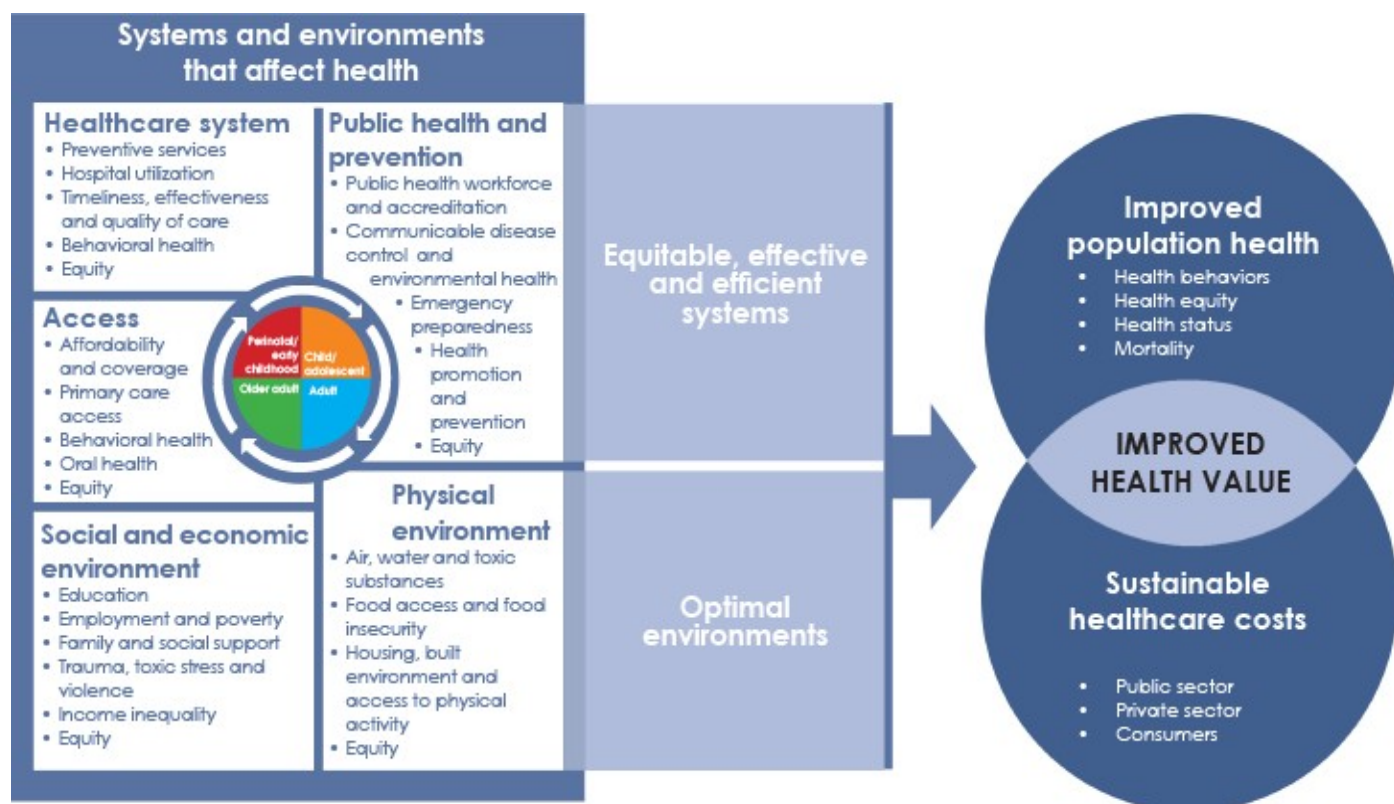 Systems and environments
that affect health
Healthcare system
• Preventive services
• Hospital utilization
• Timeliness, effectiveness
and quality of care
• Behavioral health
• Equity
Access
• Affordability
and coverage
• Primary care
access
• Behavioral health
• Oral health
• Equity
Social and economic
environment
• Education
• Employment and poverty
• Family and social support
• Trauma, toxic stress and
violence
• Income inequality
• Equity
Public health and
prevention
• Public health workforce
and accreditation
• Communicable disease
control and
environmental health
• Emergency
preparedness
• Health
promotion
and
prevention
• Equity
Physical
environment
• Air, water and toxic
substances
• Food access and food
insecurity
• Housing, built
environment and
access to physical
activity
• Equity
Perinatal/
early
childhood
Child/
adolescent
Older adult
Adult
Equitable, effective
and efficient
systems
Optimal
environments
Improved
population health
• Health behaviors
• Health equity
• Health status
• Mortality
IMPROVED
HEALTH VALUE
Sustainable
healthcare costs
• Public sector
• Private sector
• Consumers